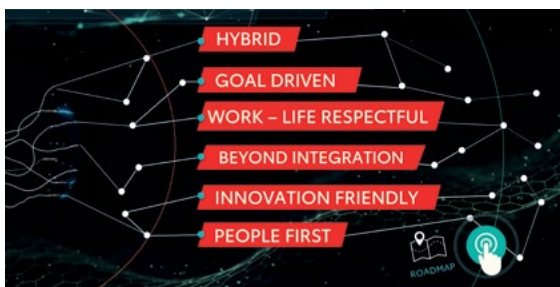 HYBRID
GOAL DRIVEN
WORK – LIFE RESPECTFUL
BEYOND INTEGRATION
INNOVATION FRIENDLY
PEOPLE FIRST
ROADMAP